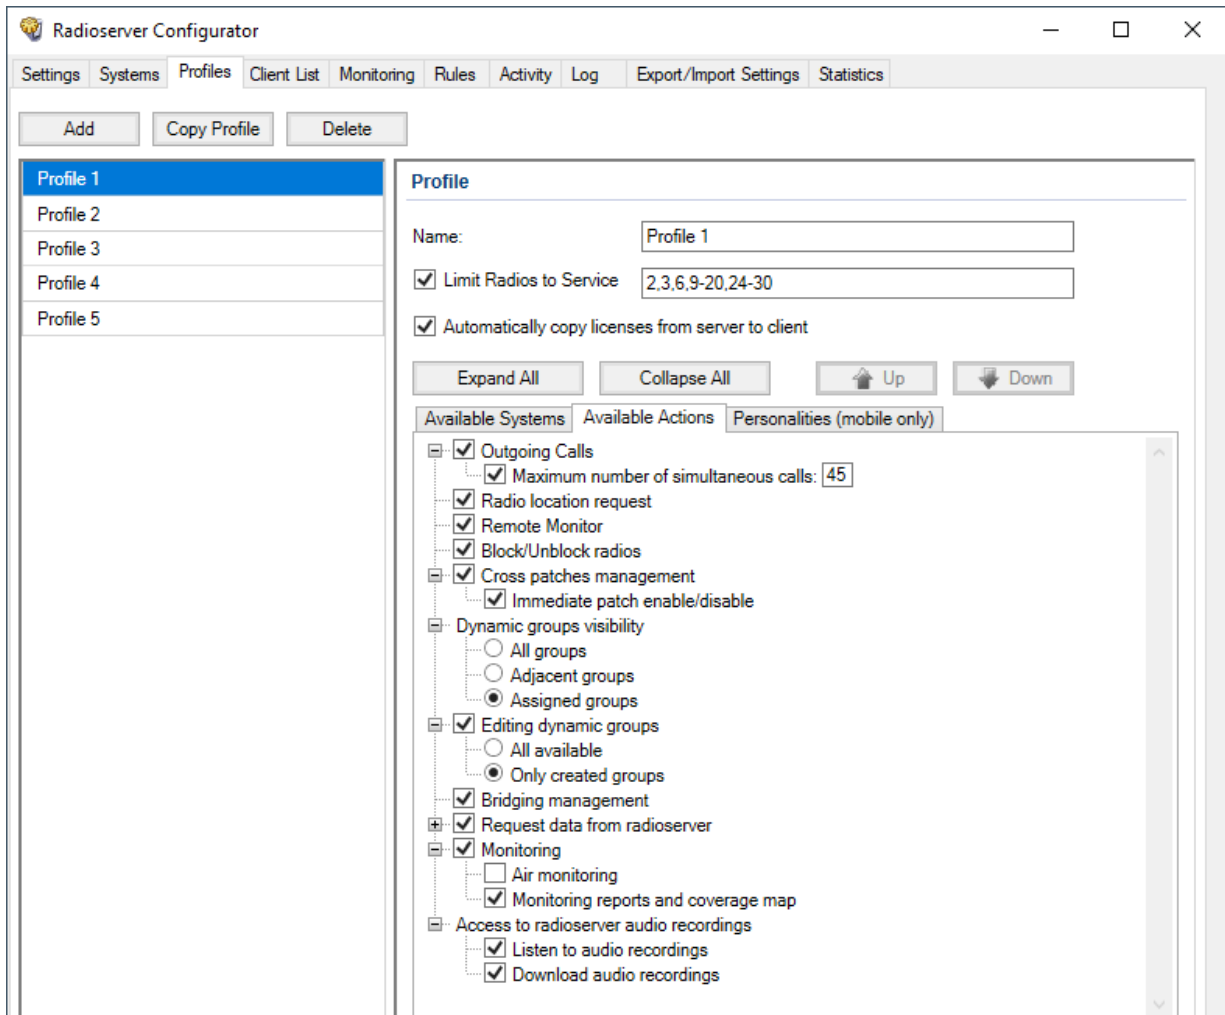 Radioserver Configurator
Settings Systems Profiles Client List Monitoring Rules Activity Log Export/Import Settings Statistics
Add Copy Profile Delete
Profile 1
Profile 2
Profile 3
Profile 4
Profile 5
Profile
Name: Profile 1
Limit Radios to Service 2,3,6,9-20,24-30
Automatically copy licenses from server to client
Expand All Collapse All Up Down
Available Systems Available Actions Personalities (mobile only)
Outgoing Calls
Maximum number of simultaneous calls: 45
Radio location request
Remote Monitor
Block/Unblock radios
Cross patches management
Immediate patch enable/disable
Dynamic groups visibility
All groups
Adjacent groups
Assigned groups
Editing dynamic groups
All available
Only created groups
Bridging management
Request data from radioserver
Monitoring
Air monitoring
Monitoring reports and coverage map
Access to radioserver audio recordings
Listen to audio recordings
Download audio recordings